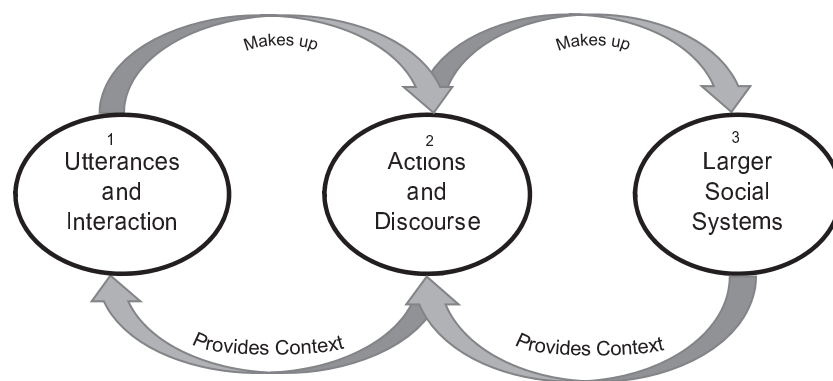 Makes up
Makes up
1
Utterances
and
Interaction
2
Actions
and
Discourse
3
Larger
Social
Systems
Provides Context
Provides Context